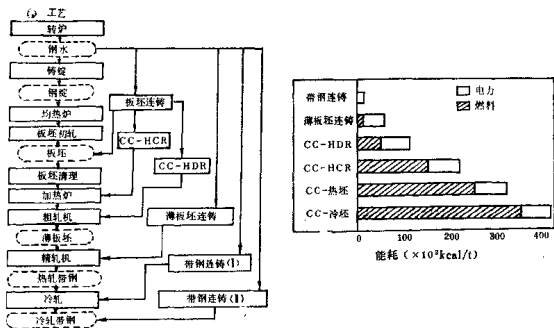 (a) 工艺
转炉
钢水
铸锭
钢锭
均热炉
板坯初轧
板坯
板坯清理
加热炉
粗轧机
薄板坯
精轧机
热轧带钢
冷轧
冷轧带钢
板坯连铸
CC-HCR
CC-HDR
薄板坯连铸
带钢连铸(Ⅰ)
带钢连铸(Ⅱ)
电力
燃料
带钢连铸
薄板坯连铸
CC-HDR
CC-HCR
CC-热坯
CC-冷坯
0 100 200 300 400
能耗(×10³kcal/t)